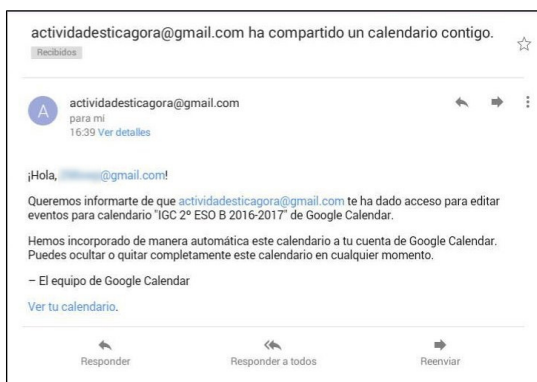 actividadesticagora@gmail.com ha compartido un calendario contigo.
Recibidos
A
actividadesticagora@gmail.com
para mí
16:39 Ver detalles
¡Hola, @gmail.com!
Queremos informarte de que actividadesticagora@gmail.com te ha dado acceso para editar
eventos para calendario "IGC 2º ESO B 2016-2017" de Google Calendar.
Hemos incorporado de manera automática este calendario a tu cuenta de Google Calendar.
Puedes ocultar o quitar completamente este calendario en cualquier momento.
– El equipo de Google Calendar
Ver tu calendario.
Responder
Responder a todos
Reenviar